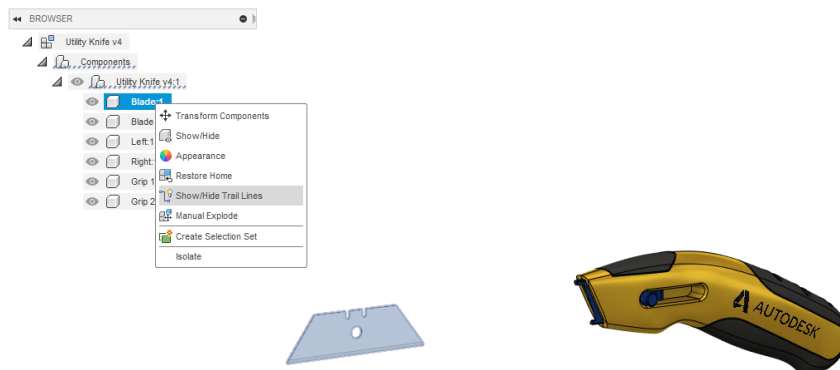 BROWSER
Utility Knife v4
Components
Utility Knife v4:1
Blade:1
Blade
Left:1
Right:
Grip 1
Grip 2
Transform Components
Show/Hide
Appearance
Restore Home
Show/Hide Trail Lines
Manual Explode
Create Selection Set
Isolate
AUTODESK